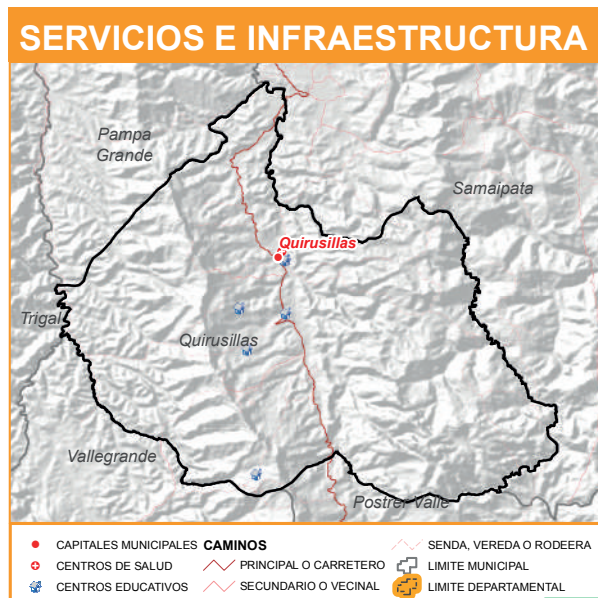 SERVICIOS E INFRAESTRUCTURA
Pampa
Grande
Samaipata
Quirusillas
Trigal
Quirusillas
Vallegrande
Postrer Valle
CAPITALES MUNICIPALES
CENTROS DE SALUD
CENTROS EDUCATIVOS
CAMINOS
PRINCIPAL O CARRETERO
SECUNDARIO O VECINAL
SENDA, VEREDA O RODEERA
LIMITE MUNICIPAL
LIMITE DEPARTAMENTAL